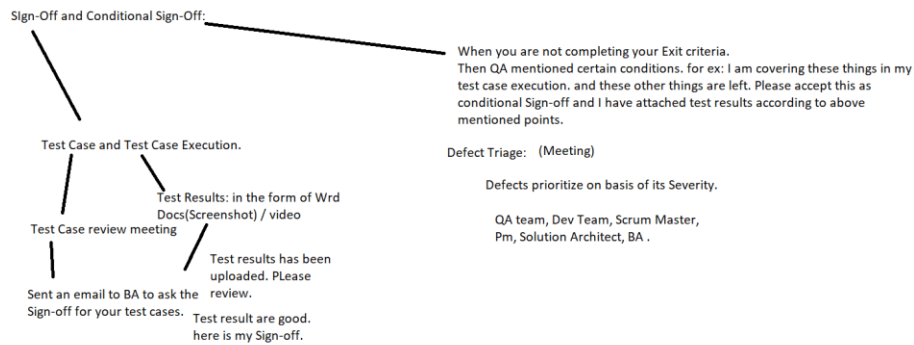 SIgn-Off and Conditional Sign-Off:
When you are not completing your Exit criteria.
Then QA mentioned certain conditions. for ex: I am covering these things in my
test case execution. and these other things are left. Please accept this as
conditional Sign-off and I have attached test results according to above
mentioned points.
Test Case and Test Case Execution.
Defect Triage: (Meeting)
Defects prioritize on basis of its Severity.
Test Results: in the form of Wrd
Docs(Screenshot) / video
QA team, Dev Team, Scrum Master,
Pm, Solution Architect, BA .
Test Case review meeting
Test results has been
uploaded. PLease
review.
Sent an email to BA to ask the
Sign-off for your test cases.
Test result are good.
here is my Sign-off.